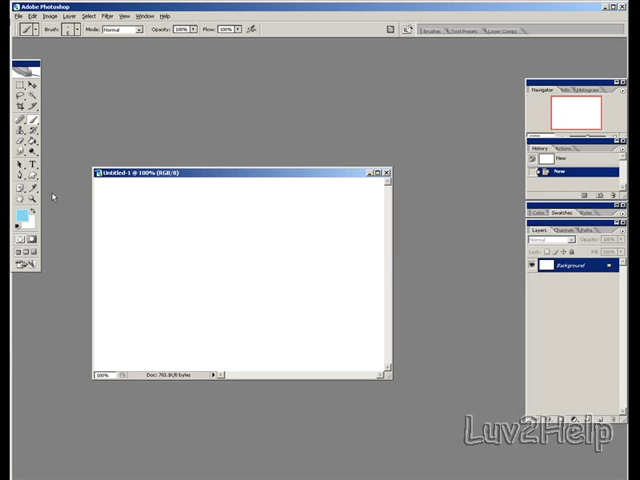 Adobe Photoshop
File Edit Image Layer Select Filter View Window Help
Brush: Mode: Normal Opacity: 100% Flow: 100%
Brushes Tool Presets Layer Comps
Navigator Info Histogram
History Actions
New
New
Untitled-1 @ 100% (RGB/8)
Color Swatches Styles
Layers Channels Paths
Normal Opacity: 100%
Lock: Fill: 100%
Background
100% Doc: 703.1K/0 bytes
Luv2Help